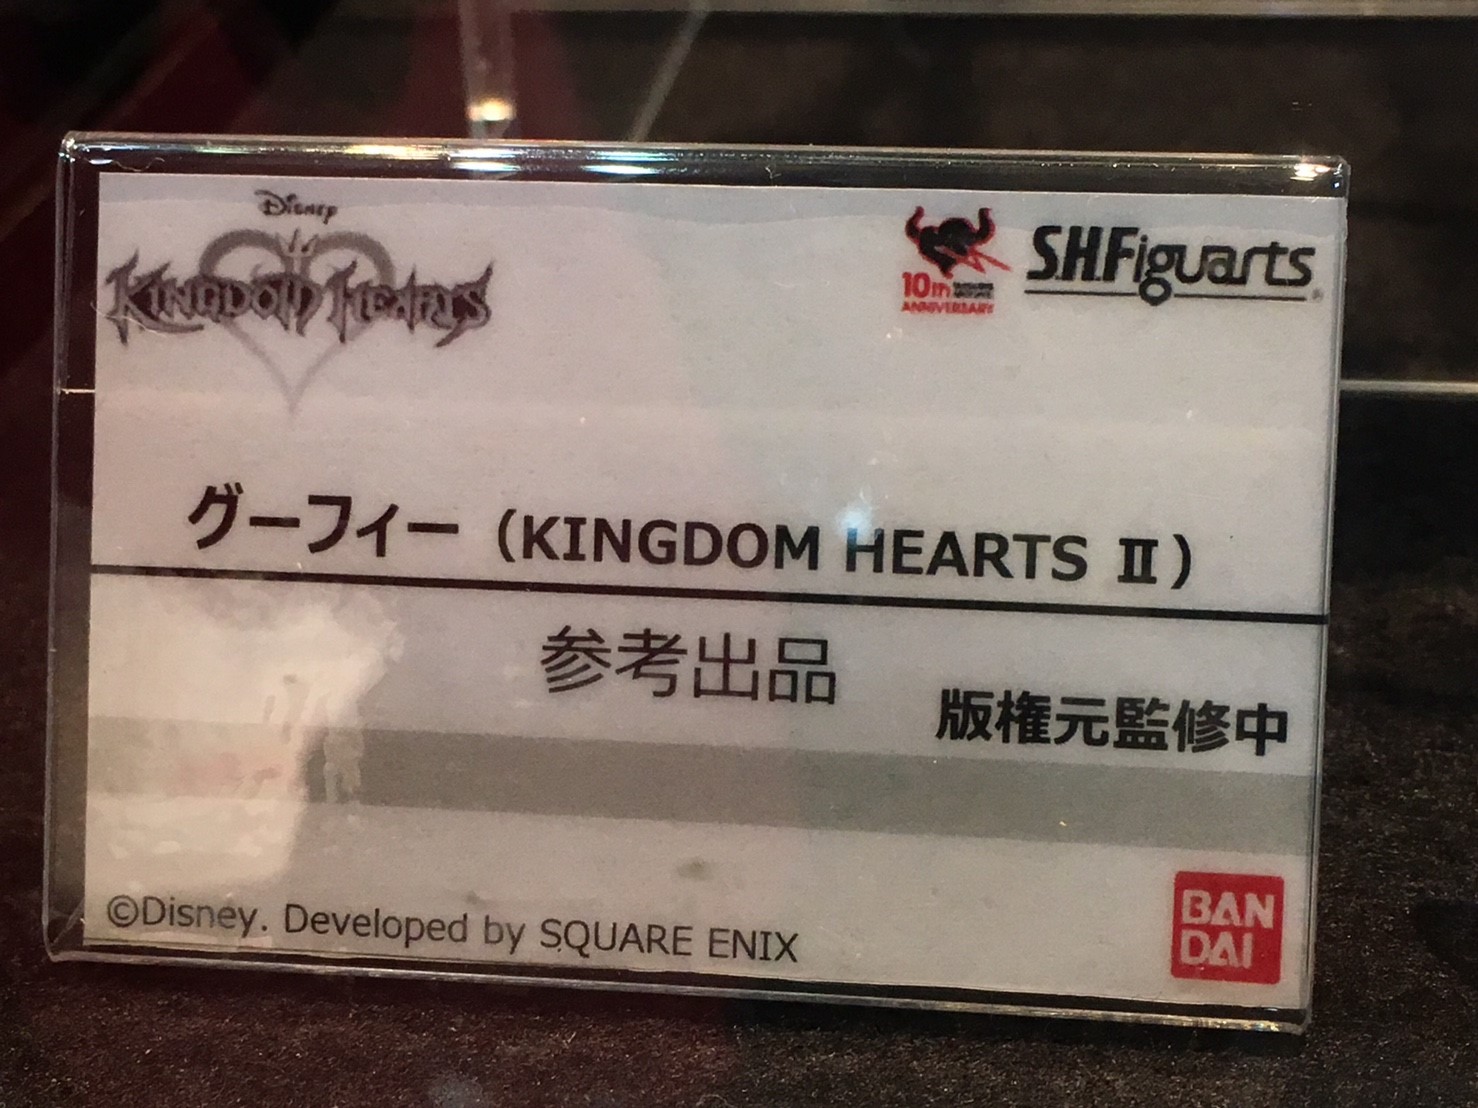 Disney
KINGDOM HEARTS
10th
ANNIVERSARY
S.H.Figuarts
グーフィー（KINGDOM HEARTS Ⅱ）
参考出品
版権元監修中
©Disney. Developed by SQUARE ENIX
BAN
DAI